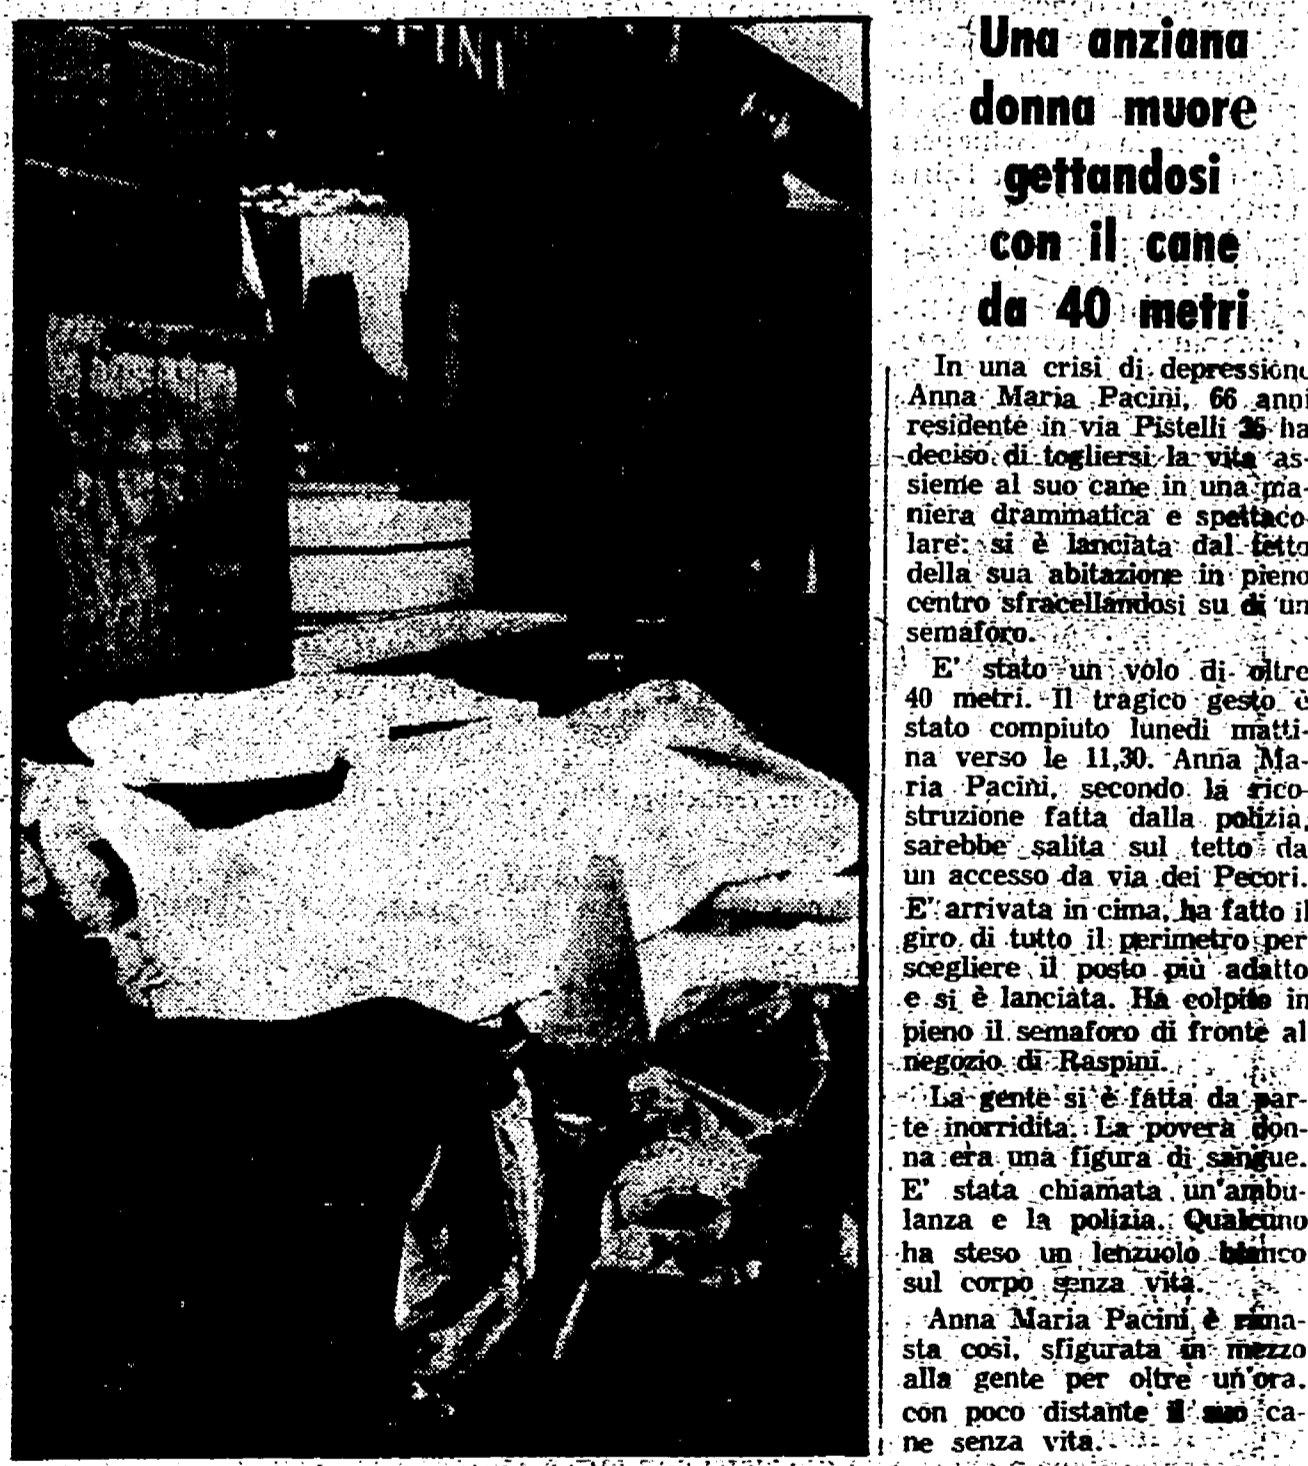 INI
Una anziana
donna muore
gettandosi
con il cane
da 40 metri
In una crisi di depressione
Anna Maria Pacini, 66 anni
residente in via Pistelli 36 ha
deciso di togliersi la vita as-
sieme al suo cane in una ma-
niera drammatica e spettaco-
lare: si è lanciata dal tetto
della sua abitazione in pieno
centro sfracellandosi su di un
semaforo.
E' stato un volo di oltre
40 metri. Il tragico gesto è
stato compiuto lunedì matti-
na verso le 11,30. Anna Ma-
ria Pacini, secondo la rico-
struzione fatta dalla polizia,
sarebbe salita sul tetto da
un accesso da via dei Pecori.
E' arrivata in cima, ha fatto il
giro di tutto il perimetro per
scegliere il posto più adatto
e si è lanciata. Ha colpito in
pieno il semaforo di fronte al
negozio di Raspini.
La gente si è fatta da par-
te inorridita. La povera don-
na era una figura di sangue.
E' stata chiamata un'ambu-
lanza e la polizia. Qualcuno
ha steso un lenzuolo bianco
sul corpo senza vita.
Anna Maria Pacini è rima-
sta così, sfigurata in mezzo
alla gente per oltre un'ora.
con poco distante il suo ca-
ne senza vita.